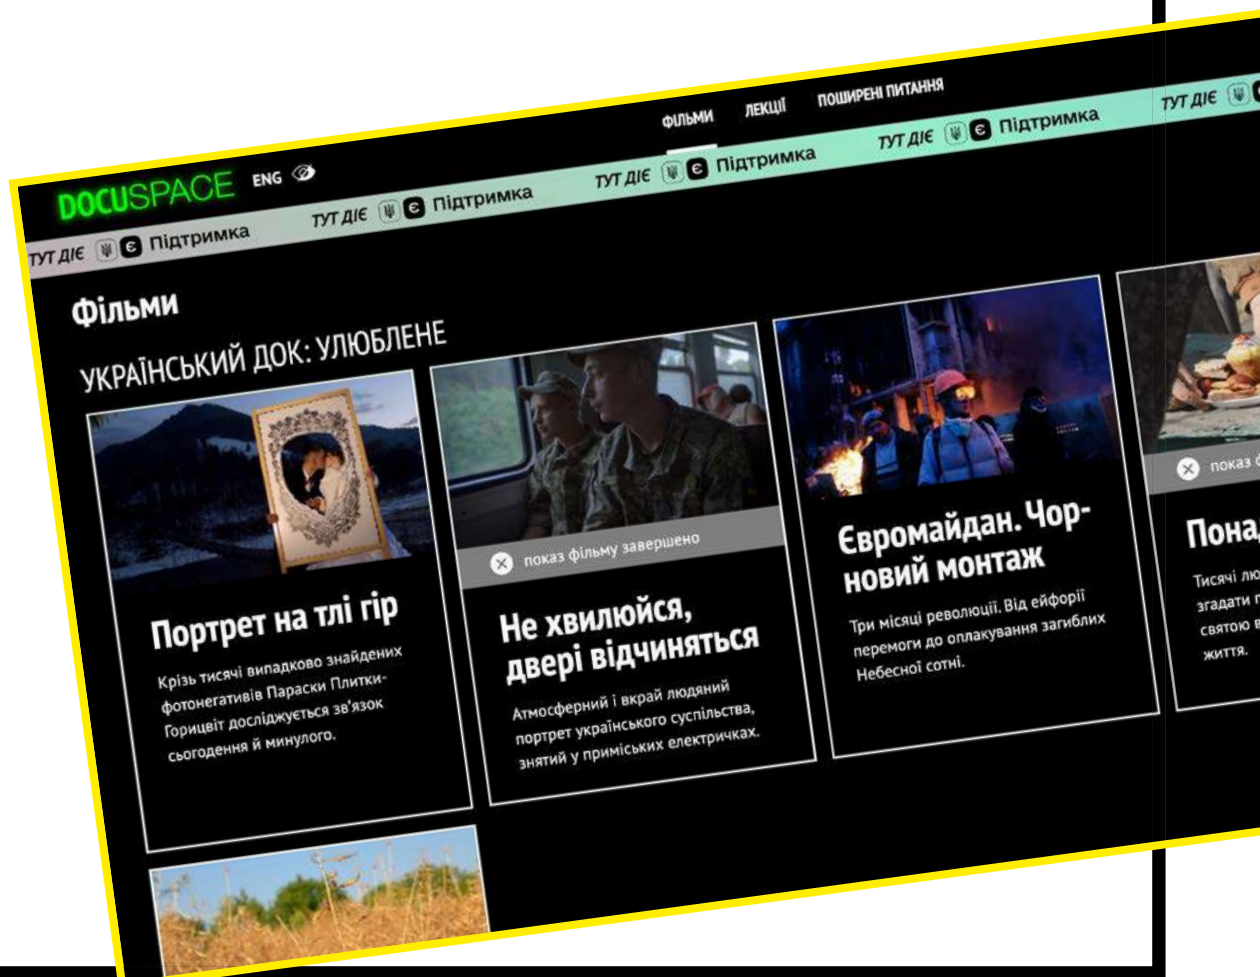 ФІЛЬМИ ЛЕКЦІЇ ПОШИРЕНІ ПИТАННЯ
DOCUSPACE ENG
ТУТ ДІЄ Є Підтримка ТУТ ДІЄ Є Підтримка ТУТ ДІЄ Є Підтримка ТУТ ДІЄ Є Підтримка ТУТ ДІЄ
Фільми
УКРАЇНСЬКИЙ ДОК: УЛЮБЛЕНЕ
Портрет на тлі гір
Крізь тисячі випадково знайдених
фотонегативів Параски Плитки-
Горицвіт досліджується зв'язок
сьогодення й минулого.
показ фільму завершено
Не хвилюйся,
двері відчиняться
Атмосферний і вкрай людяний
портрет українського суспільства,
знятий у приміських електричках.
Євромайдан. Чор-
новий монтаж
Три місяці революції. Від ейфорії
перемоги до оплакування загиблих
Небесної сотні.
показ
Тисячі
згадати
святою
життя.